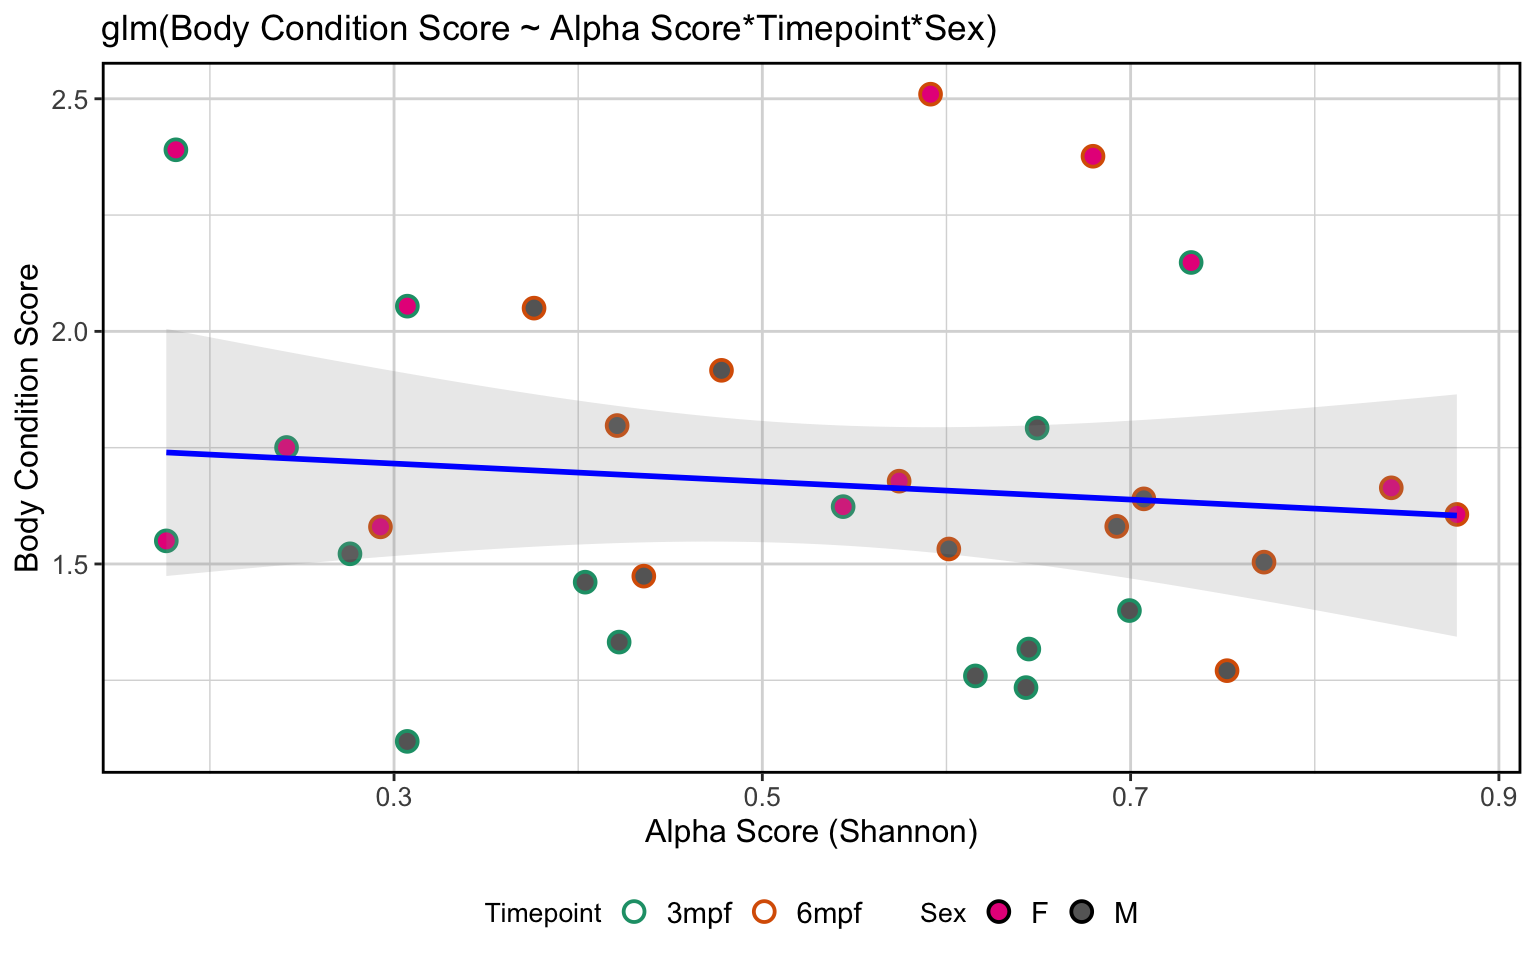 glm(Body Condition Score ~ Alpha Score*Timepoint*Sex)
2.5
2.0
1.5
Body Condition Score
0.3 0.5 0.7 0.9
Alpha Score (Shannon)
Timepoint 3mpf 6mpf Sex F M